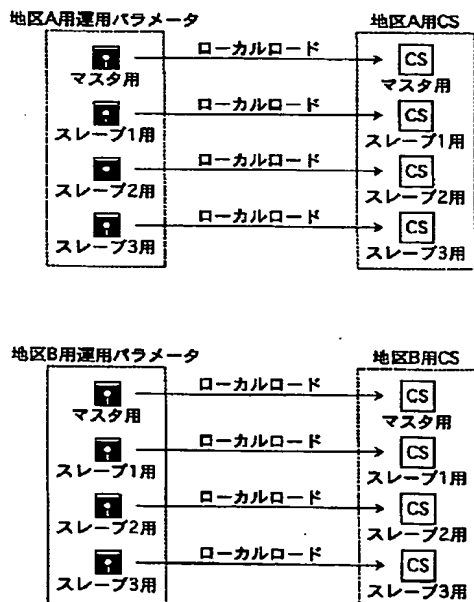 地区A用運用パラメータ
地区A用CS
ローカルロード
CS
マスタ用
マスタ用
ローカルロード
CS
スレーブ1用
スレーブ1用
ローカルロード
CS
スレーブ2用
スレーブ2用
ローカルロード
CS
スレーブ3用
スレーブ3用
地区B用運用パラメータ
地区B用CS
ローカルロード
CS
マスタ用
マスタ用
ローカルロード
CS
スレーブ1用
スレーブ1用
ローカルロード
CS
スレーブ2用
スレーブ2用
ローカルロード
CS
スレーブ3用
スレーブ3用